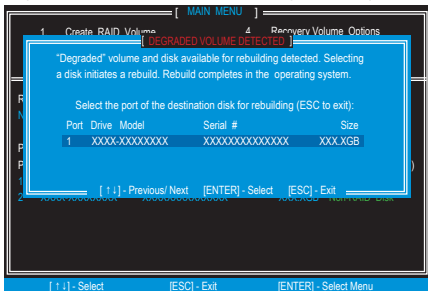 [ MAIN MENU ]
1 Create RAID Volume 4 Recovery Volume Options
[ DEGRADED VOLUME DETECTED ]
“Degraded” volume and disk available for rebuilding detected. Selecting
a disk initiates a rebuild. Rebuild completes in the operating system.
Select the port of the destination disk for rebuilding (ESC to exit):
Port Drive Model Serial # Size
1 XXXX-XXXXXXXX XXXXXXXXXXXXXX XXX.XGB
[ ↑↓] - Previous/ Next [ENTER] - Select [ESC] - Exit
[ ↑↓] - Select [ESC] - Exit [ENTER] - Select Menu